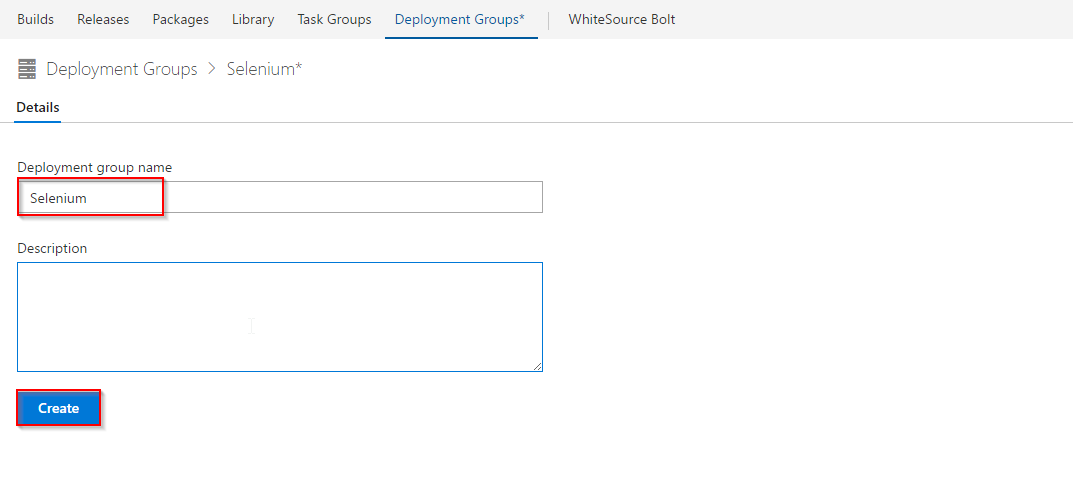 Builds Releases Packages Library Task Groups Deployment Groups* WhiteSource Bolt
Deployment Groups > Selenium*
Details
Deployment group name
Selenium
Description
Create